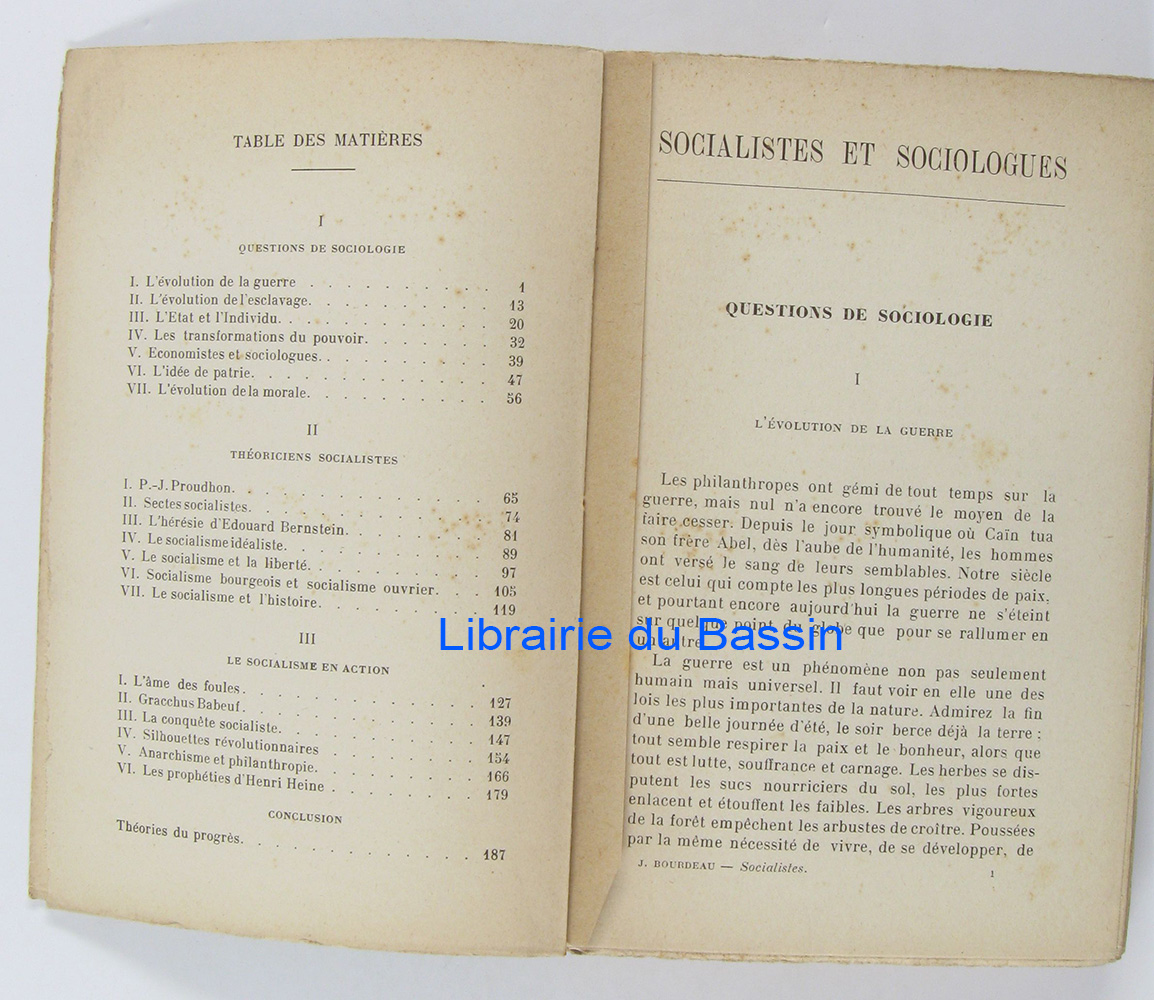 TABLE DES MATIÈRES
I
QUESTIONS DE SOCIOLOGIE
I. L'évolution de la guerre . . . . . . . . . . 1
II. L'évolution de l'esclavage. . . . . . . . . . 13
III. L'Etat et l'Individu. . . . . . . . . . . . 20
IV. Les transformations du pouvoir. . . . . . . 32
V. Economistes et sociologues. . . . . . . . . 39
VI. L'idée de patrie. . . . . . . . . . . . . 47
VII. L'évolution de la morale. . . . . . . . . . 56
II
THÉORICIENS SOCIALISTES
I. P.-J. Proudhon. . . . . . . . . . . . . 65
II. Sectes socialistes. . . . . . . . . . . . 74
III. L'hérésie d'Edouard Bernstein. . . . . . . . 81
IV. Le socialisme idéaliste. . . . . . . . . . . 89
V. Le socialisme et la liberté. . . . . . . . . . 97
VI. Socialisme bourgeois et socialisme ouvrier. . . . 105
VII. Le socialisme et l'histoire. . . . . . . . . 119
III
LE SOCIALISME EN ACTION
I. L'âme des foules. . . . . . . . . . . . 127
II. Gracchus Babeuf. . . . . . . . . . . . 139
III. La conquête socialiste. . . . . . . . . . . 147
IV. Silhouettes révolutionnaires . . . . . . . . 154
V. Anarchisme et philanthropie. . . . . . . . . 166
VI. Les prophéties d'Henri Heine . . . . . . . . 179
CONCLUSION
Théories du progrès. . . . . . . . . . . . 187
SOCIALISTES ET SOCIOLOGUES
QUESTIONS DE SOCIOLOGIE
I
L'ÉVOLUTION DE LA GUERRE
Les philanthropes ont gémi de tout temps sur la
guerre, mais nul n'a encore trouvé le moyen de la
faire cesser. Depuis le jour symbolique où Caïn tua
son frère Abel, dès l'aube de l'humanité, les hommes
ont versé le sang de leurs semblables. Notre siècle
est celui qui compte les plus longues périodes de paix,
et pourtant encore aujourd'hui la guerre ne s'éteint
sur quelque point du globe que pour se rallumer en
un autre.
La guerre est un phénomène non pas seulement
humain mais universel. Il faut voir en elle une des
lois les plus importantes de la nature. Admirez la fin
d'une belle journée d'été, le soir berce déjà la terre :
tout semble respirer la paix et le bonheur, alors que
tout est lutte, souffrance et carnage. Les herbes se dis-
putent les sucs nourriciers du sol, les plus fortes
enlacent et étouffent les faibles. Les arbres vigoureux
de la forêt empêchent les arbustes de croître. Poussées
par la même nécessité de vivre, de se développer, de
J. BOURDEAU — Socialistes. 1
Librairie du Bassin